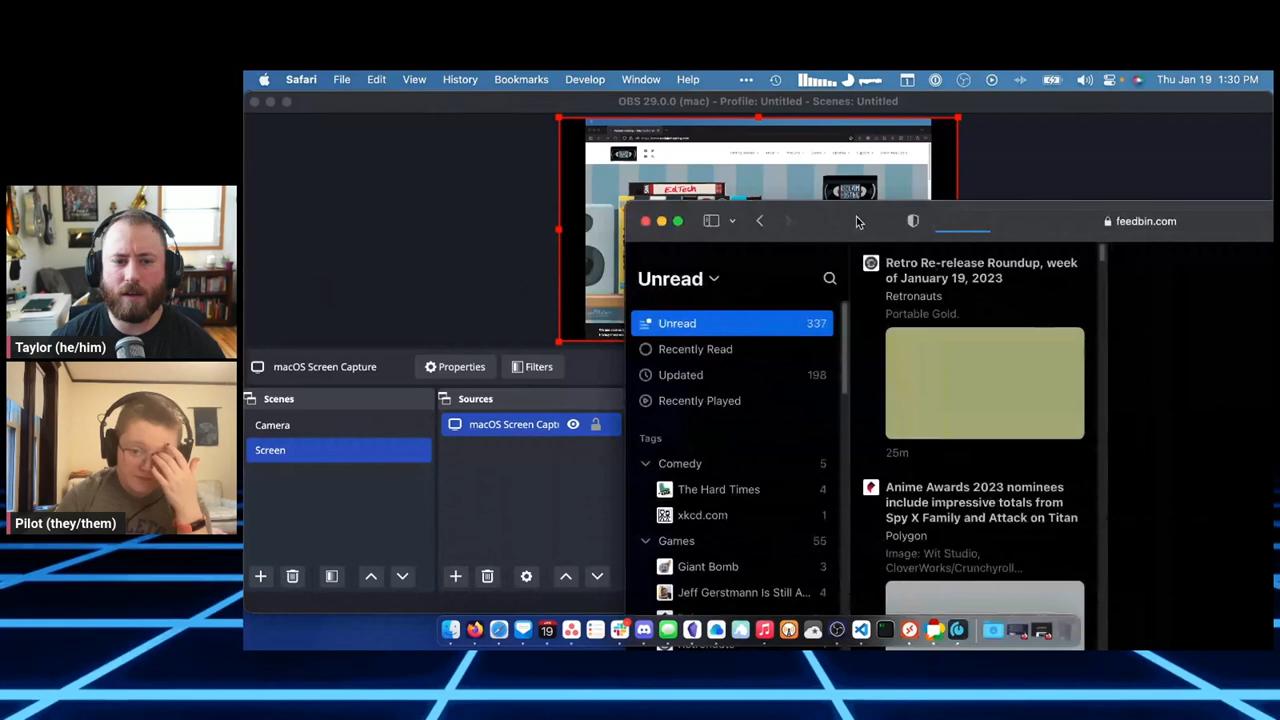 Safari File Edit View History Bookmarks Develop Window Help
Thu Jan 19 1:30 PM
OBS 29.0.0 (mac) - Profile: Untitled - Scenes: Untitled
EdTech
feedbin.com
Unread
Unread 337
Recently Read
Updated 198
Recently Played
Tags
Comedy 5
The Hard Times 4
xkcd.com 1
Games 55
Giant Bomb 3
Jeff Gerstmann Is Still A... 4
Retro Re-release Roundup, week
of January 19, 2023
Retronauts
Portable Gold.
25m
Anime Awards 2023 nominees
include impressive totals from
Spy X Family and Attack on Titan
Polygon
Image: Wit Studio,
CloverWorks/Crunchyroll...
macOS Screen Capture
Properties
Filters
Scenes
Camera
Screen
Sources
macOS Screen Captu
19
Taylor (he/him)
Pilot (they/them)